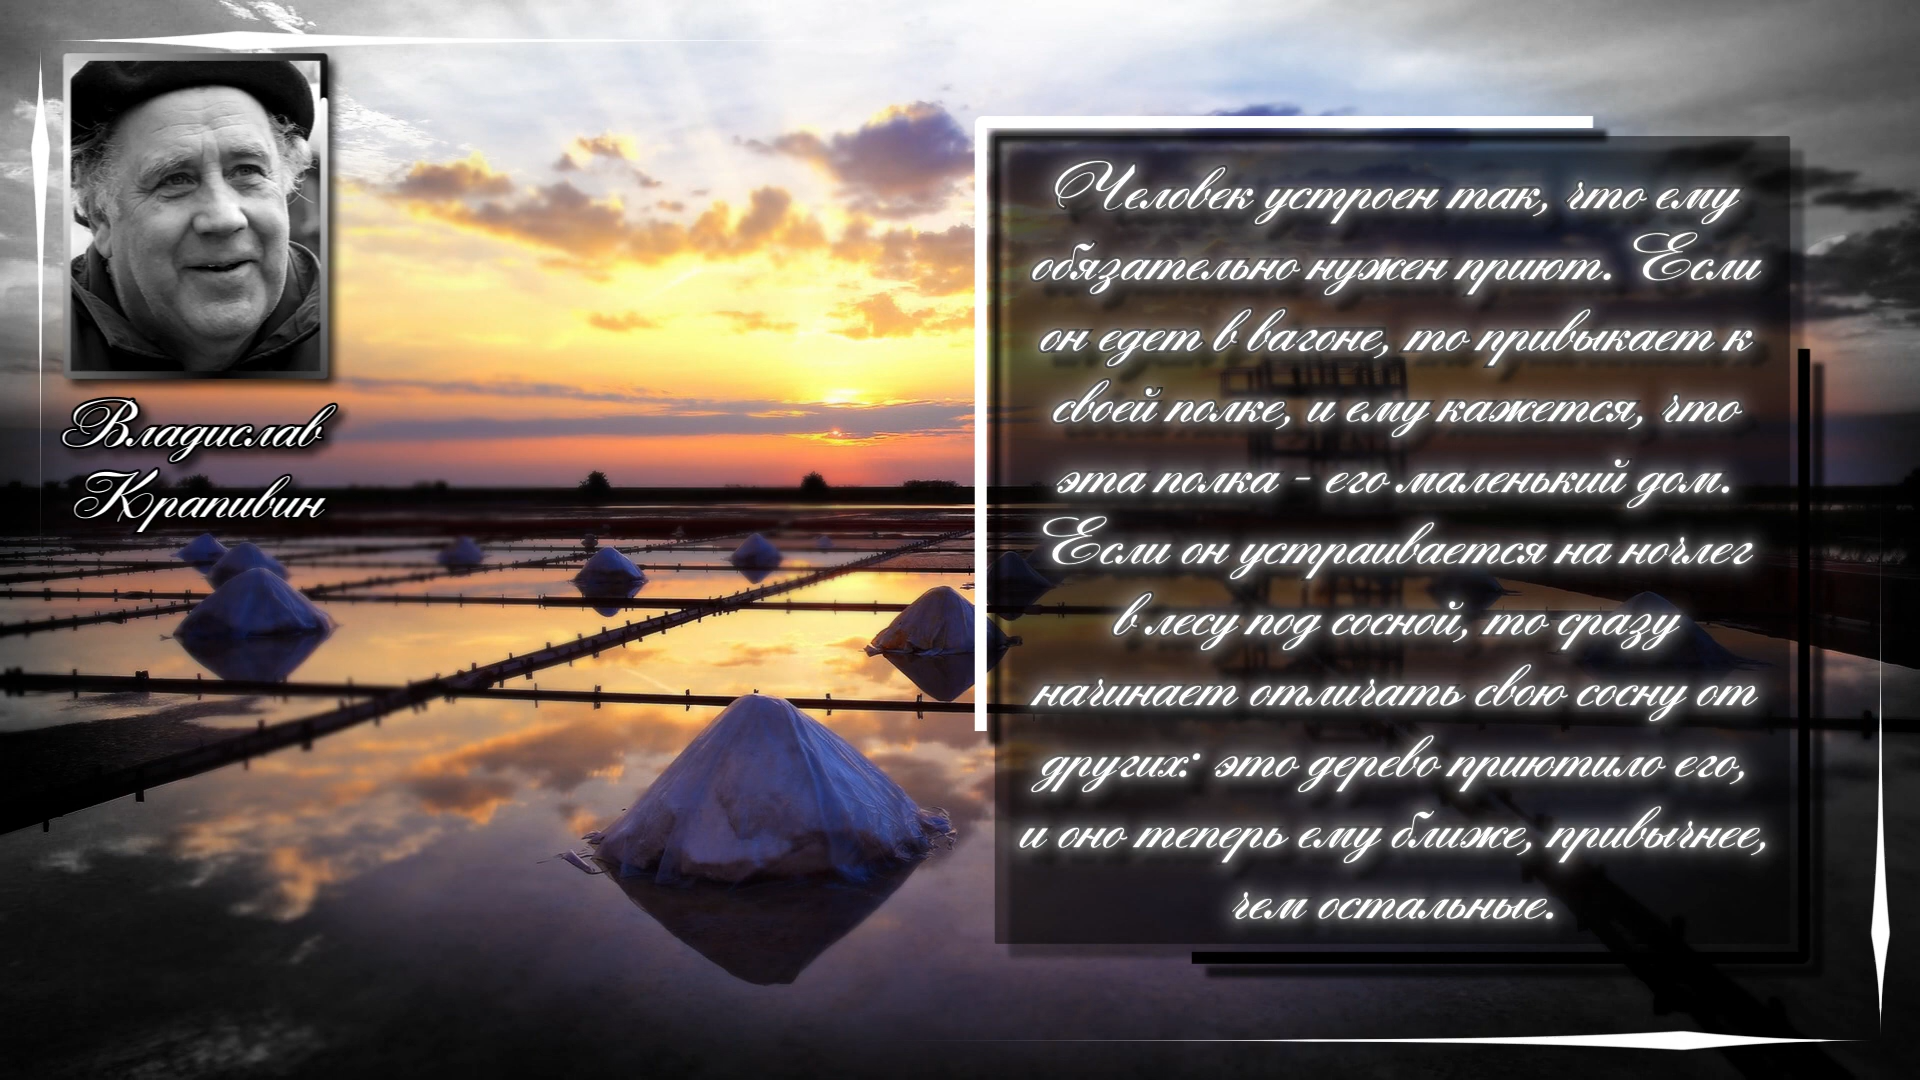 Владислав
Крапивин
Человек устроен так, что ему
обязательно нужен приют. Если
он едет в вагоне, то привыкает к
своей полке, и ему кажется, что
эта полка - его маленький дом.
Если он устраивается на ночлег
в лесу под сосной, то сразу
начинает отличать свою сосну от
других: это дерево приютило его,
и оно теперь ему ближе, привычнее,
чем остальные.